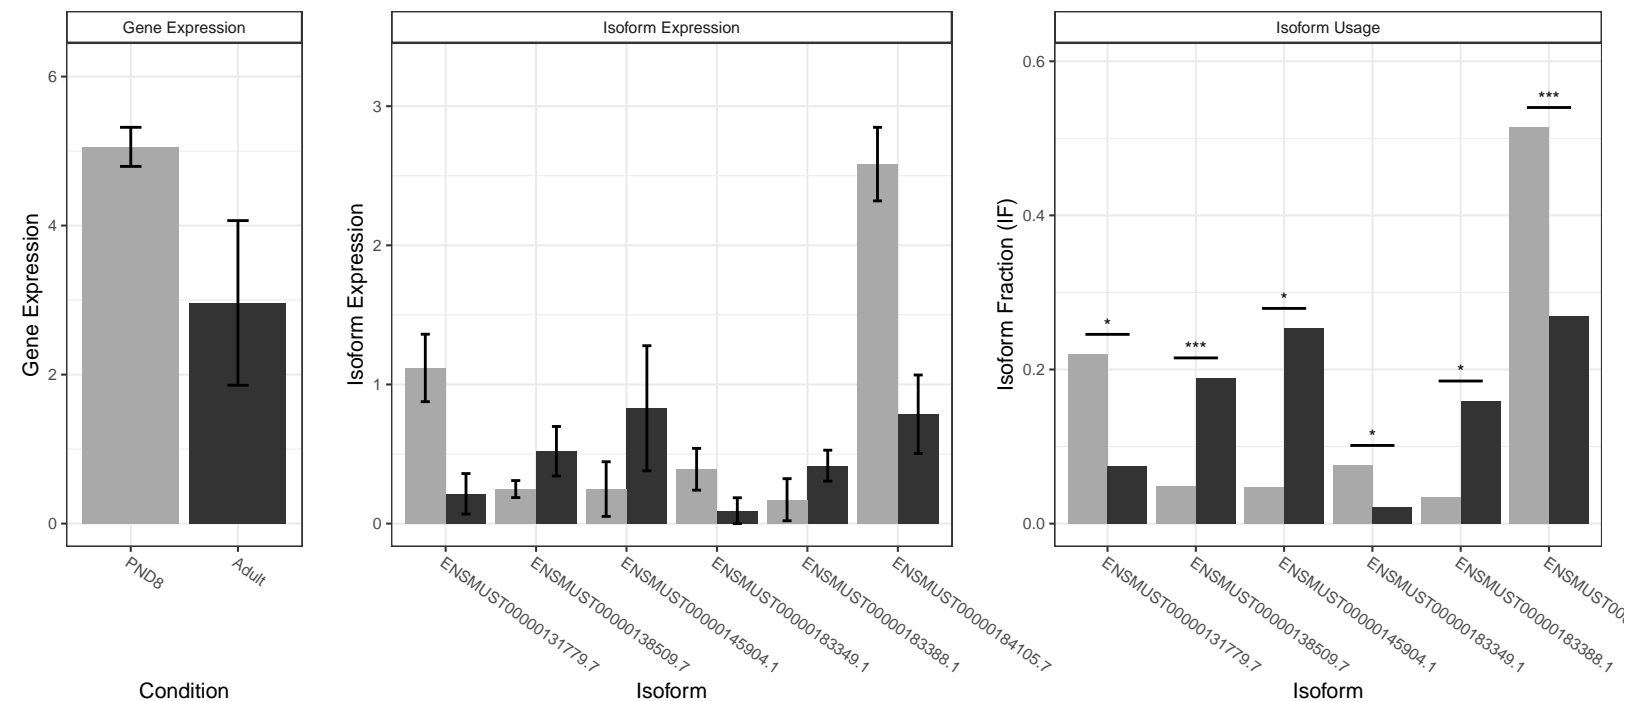 Gene Expression
Isoform Expression
Isoform Usage
Gene Expression
6
4
2
0
PND8
Adult
Condition
Isoform Expression
3
2
1
0
ENSMUST00000131779.7
ENSMUST00000138509.7
ENSMUST00000145904.1
ENSMUST00000183349.1
ENSMUST00000183388.1
ENSMUST00000184105.7
Isoform
Isoform Fraction (IF)
0.6
0.4
0.2
0.0
*
***
*
*
*
***
ENSMUST00000131779.7
ENSMUST00000138509.7
ENSMUST00000145904.1
ENSMUST00000183349.1
ENSMUST00000183388.1
Isoform